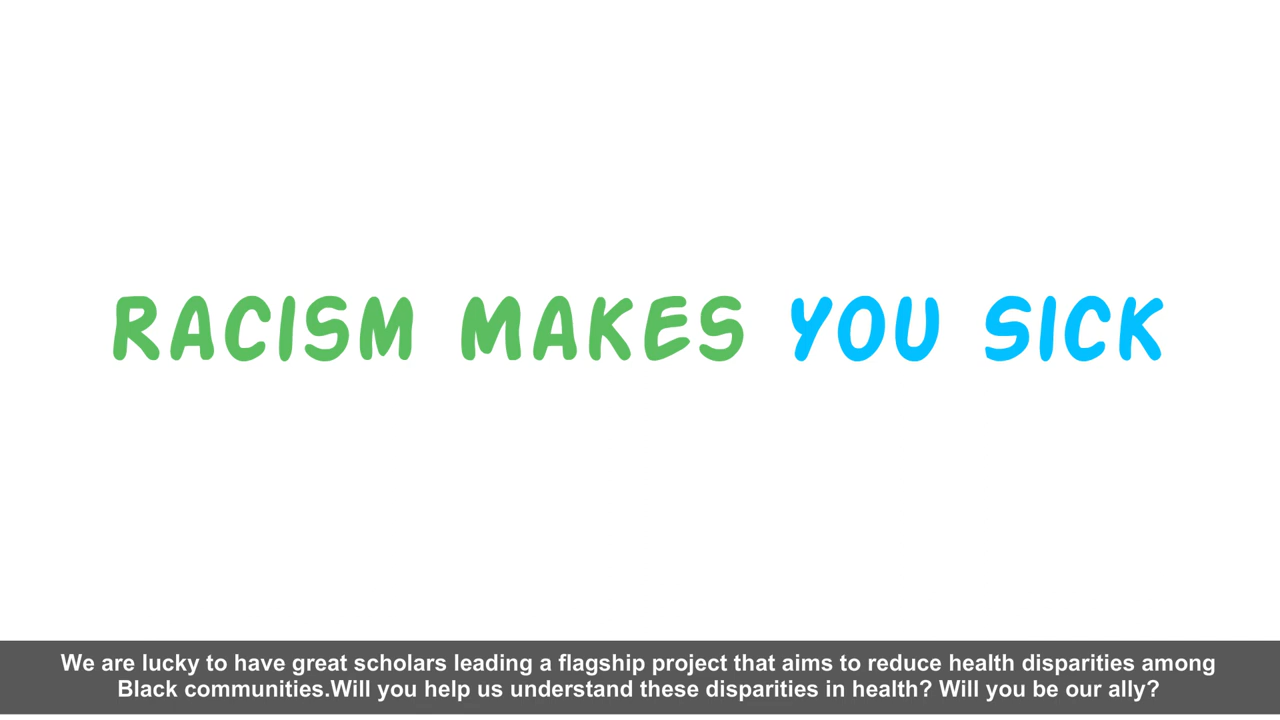 RACISM MAKES YOU SICK
We are lucky to have great scholars leading a flagship project that aims to reduce health disparities among
Black communities.Will you help us understand these disparities in health? Will you be our ally?